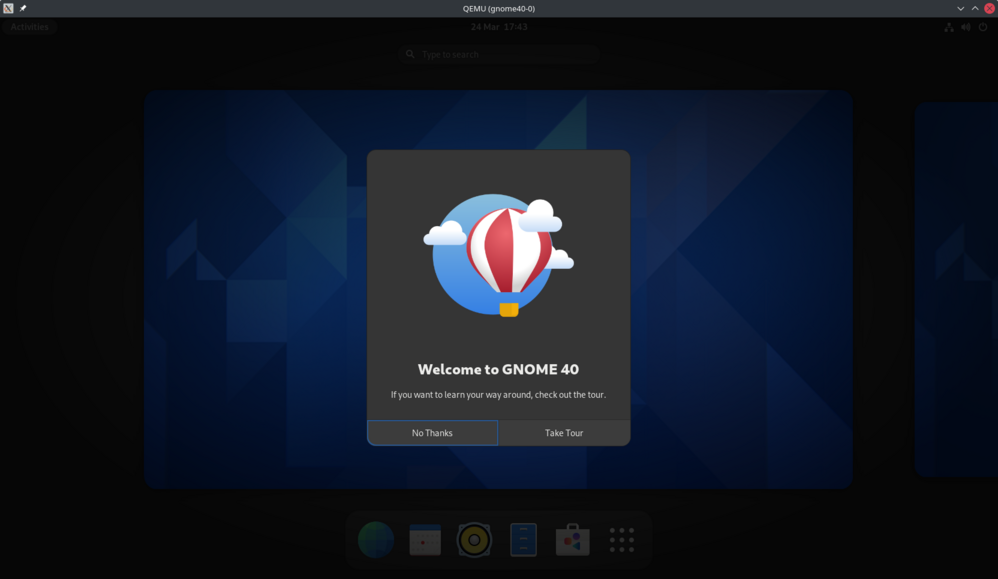 QEMU (gnome40-0)
Activities
24 Mar 17:43
Type to search
Welcome to GNOME 40
If you want to learn your way around, check out the tour.
No Thanks
Take Tour